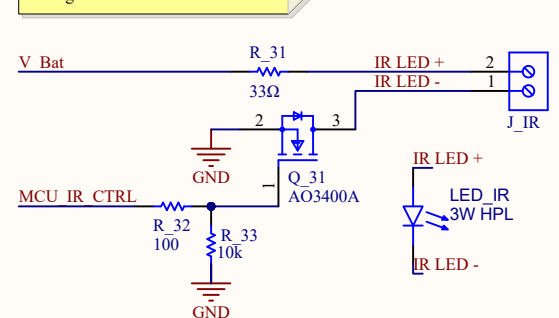 R_31
V_Bat
IR LED +
2
33Ω
IR LED -
1
J_IR
2
3
GND
1
Q_31
AO3400A
IR LED +
MCU_IR_CTRL
LED_IR
3W HPL
R_32
100
R_33
10k
IR LED -
GND